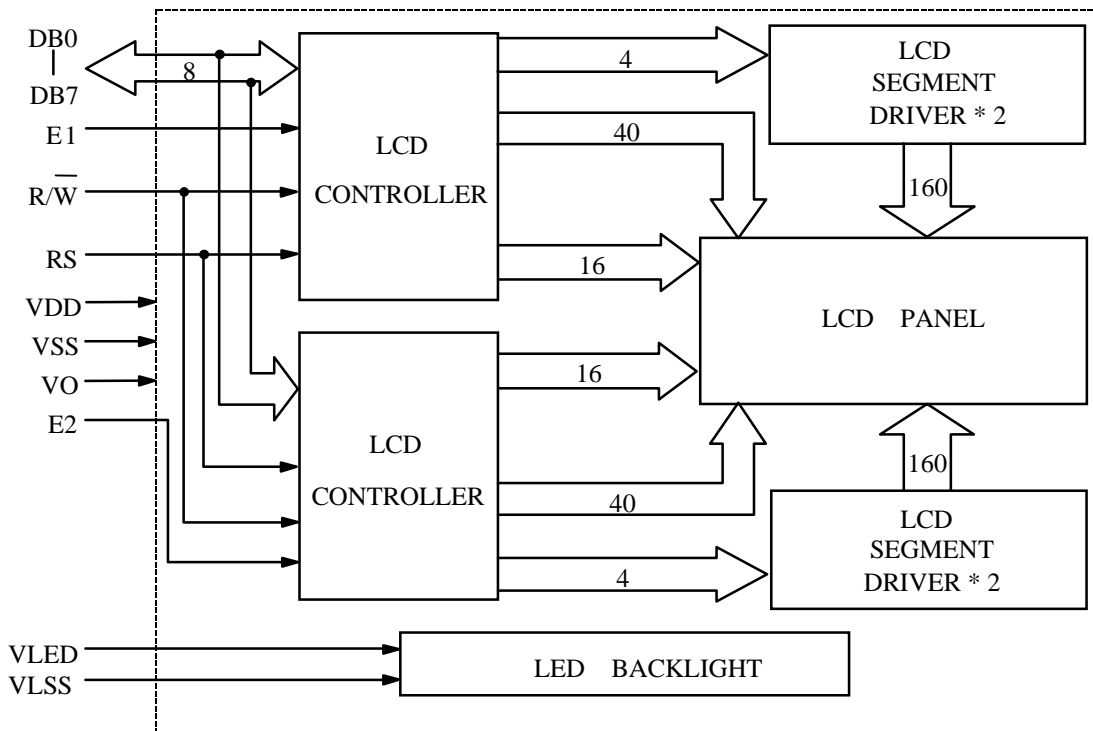 DB0
DB7
8
E1
R/W̅
RS
VDD
VSS
VO
E2
LCD
CONTROLLER
4
40
16
LCD
SEGMENT
DRIVER * 2
160
LCD PANEL
LCD
CONTROLLER
16
40
4
160
LCD
SEGMENT
DRIVER * 2
VLED
VLSS
LED BACKLIGHT